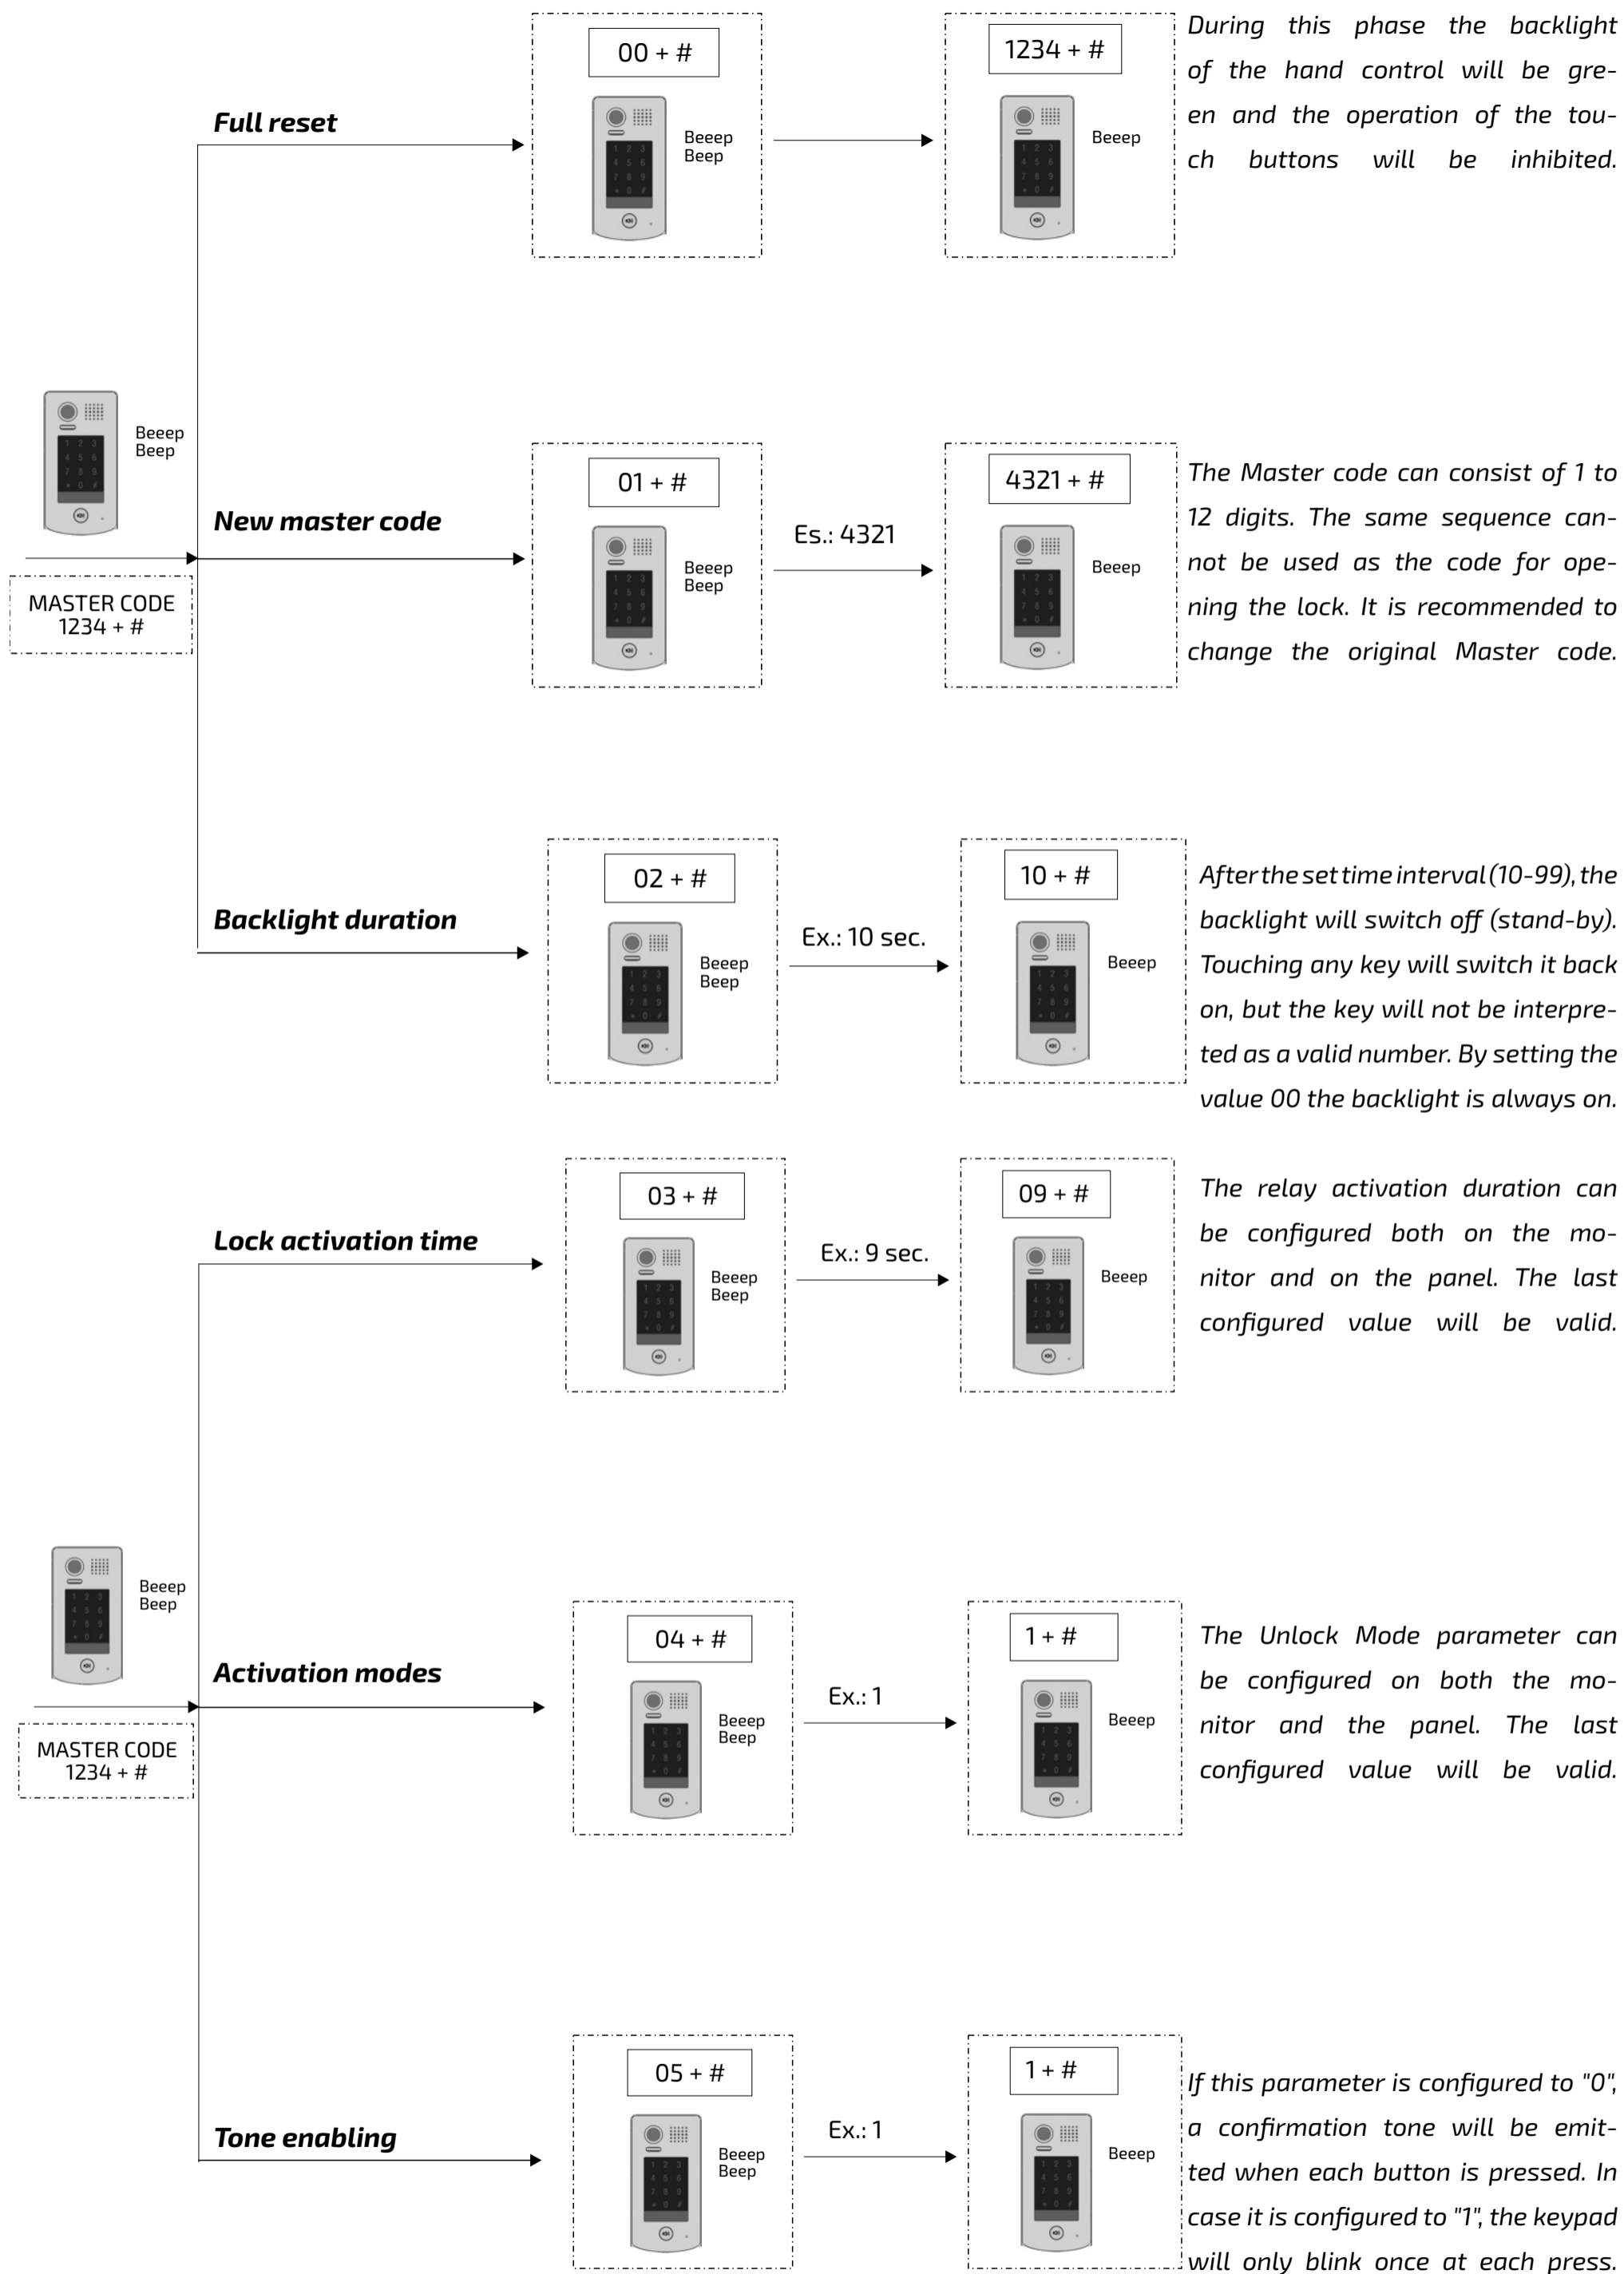 Full reset
00 + #
Beeep
Beep
1234 + #
Beeep
During this phase the backlight
of the hand control will be gre-
en and the operation of the tou-
ch buttons will be inhibited.
Beeep
Beep
MASTER CODE
1234 + #
New master code
01 + #
Beeep
Beep
Es.: 4321
4321 + #
Beeep
The Master code can consist of 1 to
12 digits. The same sequence can-
not be used as the code for ope-
ning the lock. It is recommended to
change the original Master code.
Backlight duration
02 + #
Beeep
Beep
Ex.: 10 sec.
10 + #
Beeep
After the set time interval (10-99), the
backlight will switch off (stand-by).
Touching any key will switch it back
on, but the key will not be interpre-
ted as a valid number. By setting the
value 00 the backlight is always on.
Lock activation time
03 + #
Beeep
Beep
Ex.: 9 sec.
09 + #
Beeep
The relay activation duration can
be configured both on the mo-
nitor and on the panel. The last
configured value will be valid.
Beeep
Beep
MASTER CODE
1234 + #
Activation modes
04 + #
Beeep
Beep
Ex.: 1
1 + #
Beeep
The Unlock Mode parameter can
be configured on both the mo-
nitor and the panel. The last
configured value will be valid.
Tone enabling
05 + #
Beeep
Beep
Ex.: 1
1 + #
Beeep
If this parameter is configured to "0",
a confirmation tone will be emit-
ted when each button is pressed. In
case it is configured to "1", the keypad
will only blink once at each press.